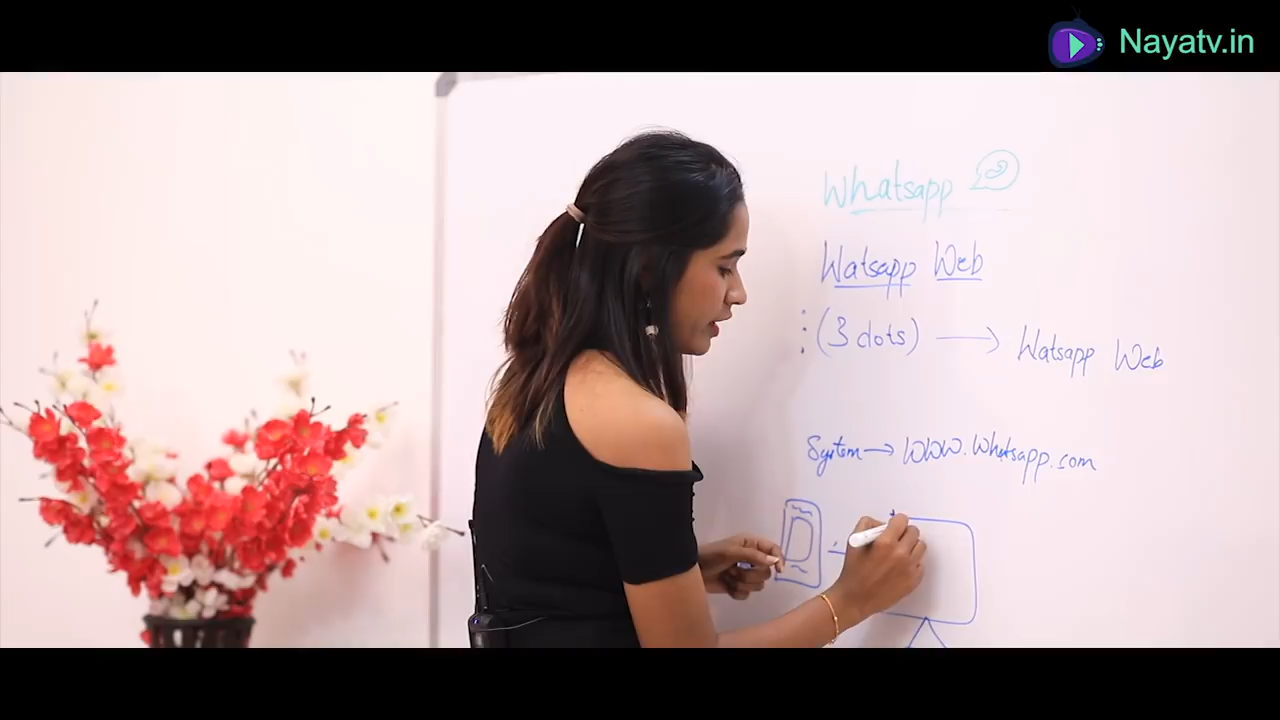 Nayatv.in
Whatsapp
Watsapp Web
(3 dots) → Watsapp Web
System → WWW.Whatsapp.com